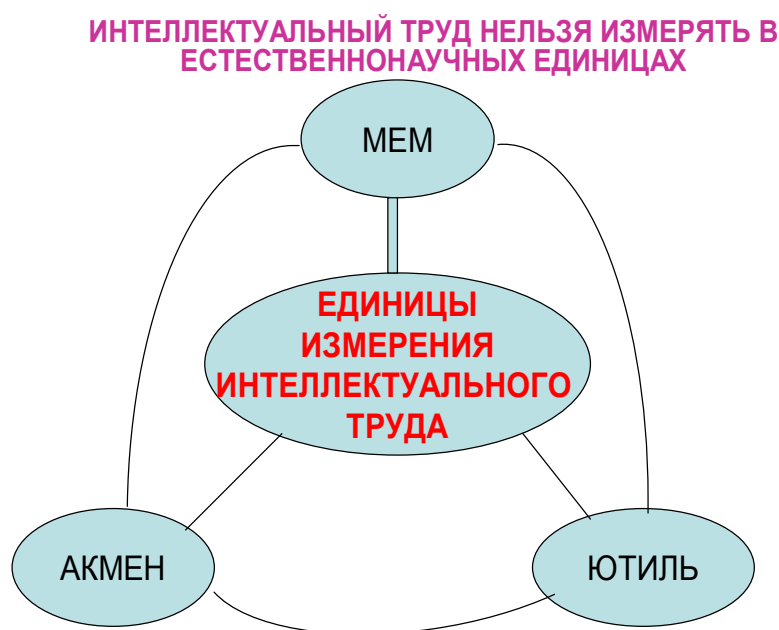 ИНТЕЛЛЕКТУАЛЬНЫЙ ТРУД НЕЛЬЗЯ ИЗМЕРЯТЬ В
ЕСТЕСТВЕННОНАУЧНЫХ ЕДИНИЦАХ
МЕМ
ЕДИНИЦЫ
ИЗМЕРЕНИЯ
ИНТЕЛЛЕКТУАЛЬНОГО
ТРУДА
АКМЕН
ЮТИЛЬ